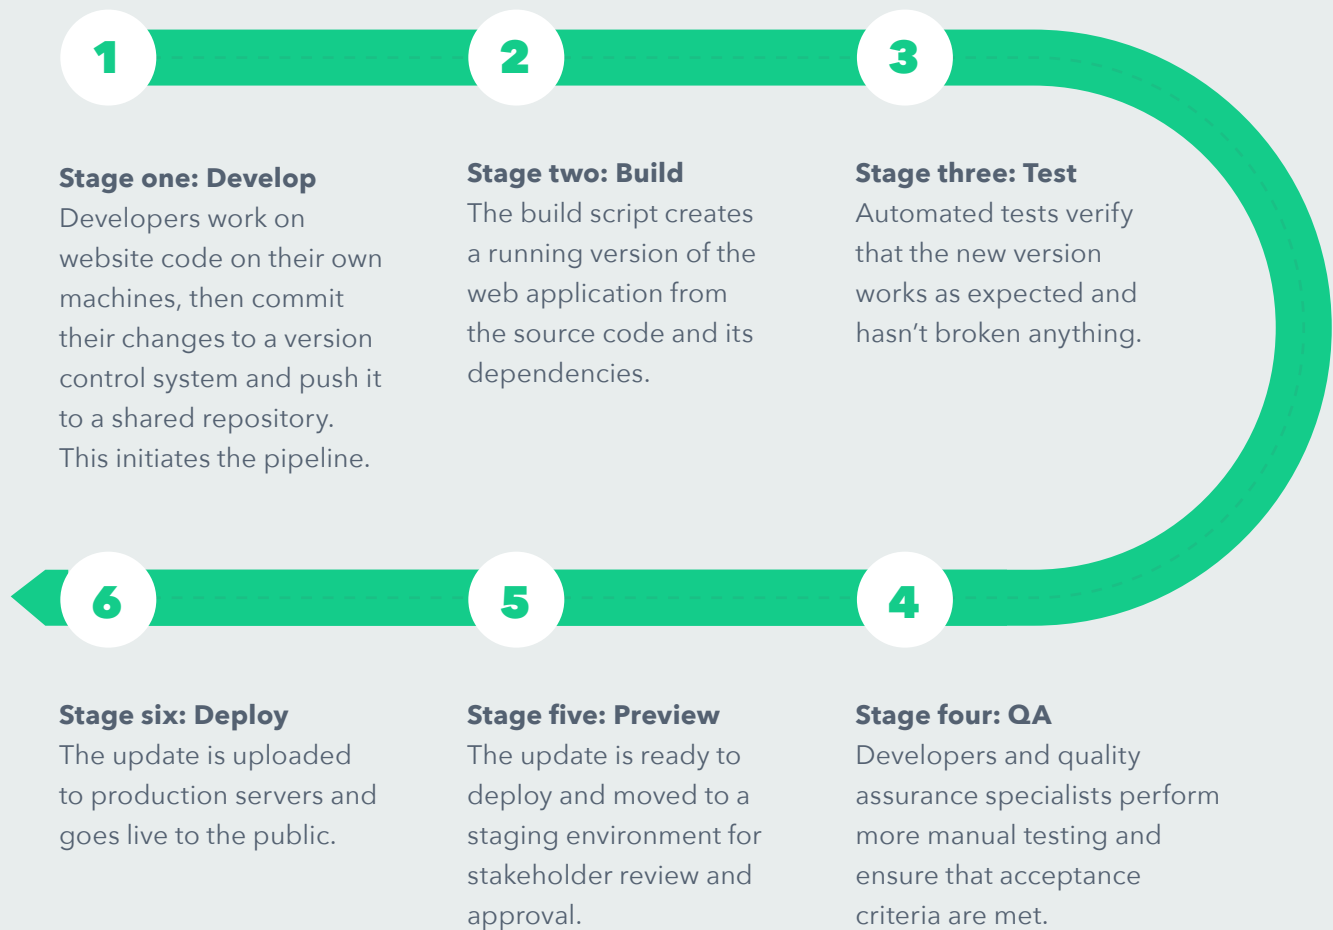 1
2
3
Stage one: Develop
Developers work on
website code on their own
machines, then commit
their changes to a version
control system and push it
to a shared repository.
This initiates the pipeline.
Stage two: Build
The build script creates
a running version of the
web application from
the source code and its
dependencies.
Stage three: Test
Automated tests verify
that the new version
works as expected and
hasn’t broken anything.
4
Stage four: QA
Developers and quality
assurance specialists perform
more manual testing and
ensure that acceptance
criteria are met.
5
Stage five: Preview
The update is ready to
deploy and moved to a
staging environment for
stakeholder review and
approval.
6
Stage six: Deploy
The update is uploaded
to production servers and
goes live to the public.